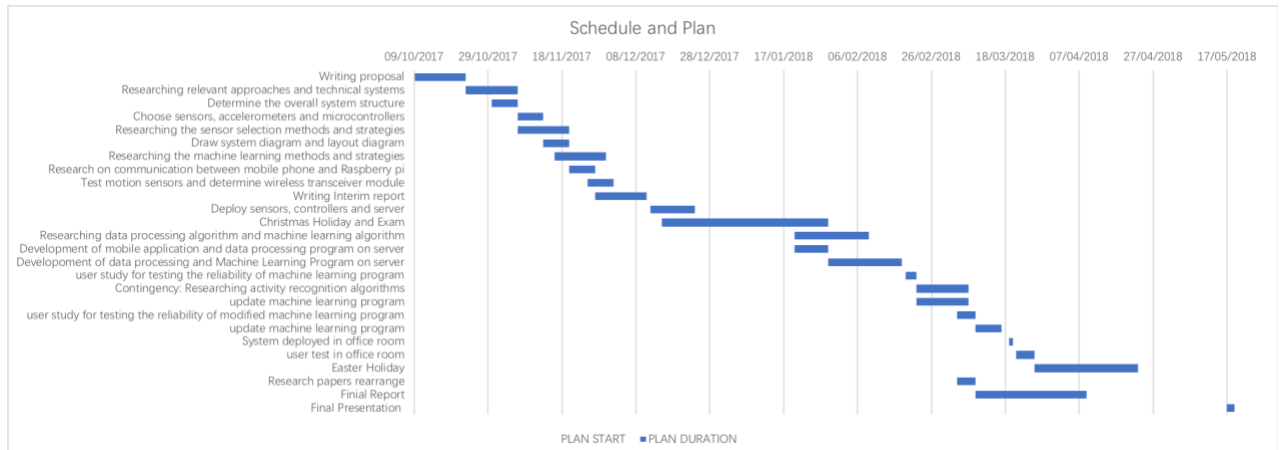 Schedule and Plan
09/10/2017 29/10/2017 18/11/2017 08/12/2017 28/12/2017 17/01/2018 06/02/2018 26/02/2018 18/03/2018 07/04/2018 27/04/2018 17/05/2018
Writing proposal
Researching relevant approaches and technical systems
Determine the overall system structure
Choose sensors, accelerometers and microcontrollers
Researching the sensor selection methods and strategies
Draw system diagram and layout diagram
Researching the machine learning methods and strategies
Research on communication between mobile phone and Raspberry pi
Test motion sensors and determine wireless transceiver module
Writing Interim report
Deploy sensors, controllers and server
Christmas Holiday and Exam
Researching data processing algorithm and machine learning algorithm
Development of mobile application and data processing program on server
Developoment of data processing and Machine Learning Program on server
user study for testing the reliability of machine learning program
Contingency: Researching activity recognition algorithms
update machine learning program
user study for testing the reliability of modified machine learning program
update machine learning program
System deployed in office room
user test in office room
Easter Holiday
Research papers rearrange
Finial Report
Final Presentation
PLAN START PLAN DURATION